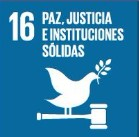 16 PAZ, JUSTICIA
E INSTITUCIONES
SÓLIDAS